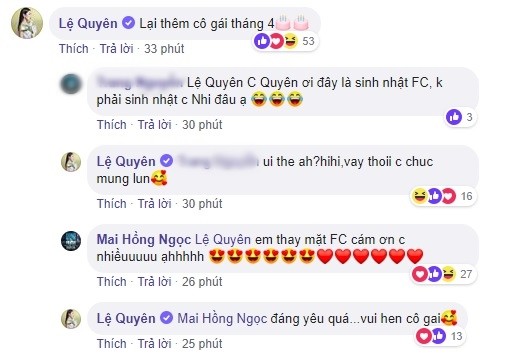 Lệ Quyên Lại thêm cô gái tháng 4🎂🎂
53
Thích · Trả lời · 33 phút
Lệ Quyên C Quyên ơi đây là sinh nhật FC, k
phải sinh nhật c Nhi đâu ạ 😂😂😂
3
Thích · Trả lời · 30 phút
Lệ Quyên ui the ah?hihi,vay thoii c chuc
mung lun🥰
16
Thích · Trả lời · 30 phút
Mai Hồng Ngọc Lệ Quyên em thay mặt FC cám ơn c
nhiềuuuuu ạhhhhh 😍😍😍😍😍😍❤️❤️❤️❤️❤️❤️
27
Thích · Trả lời · 26 phút
Lệ Quyên Mai Hồng Ngọc đáng yêu quá...vui hen cô gai🥰
13
Thích · Trả lời · 25 phút